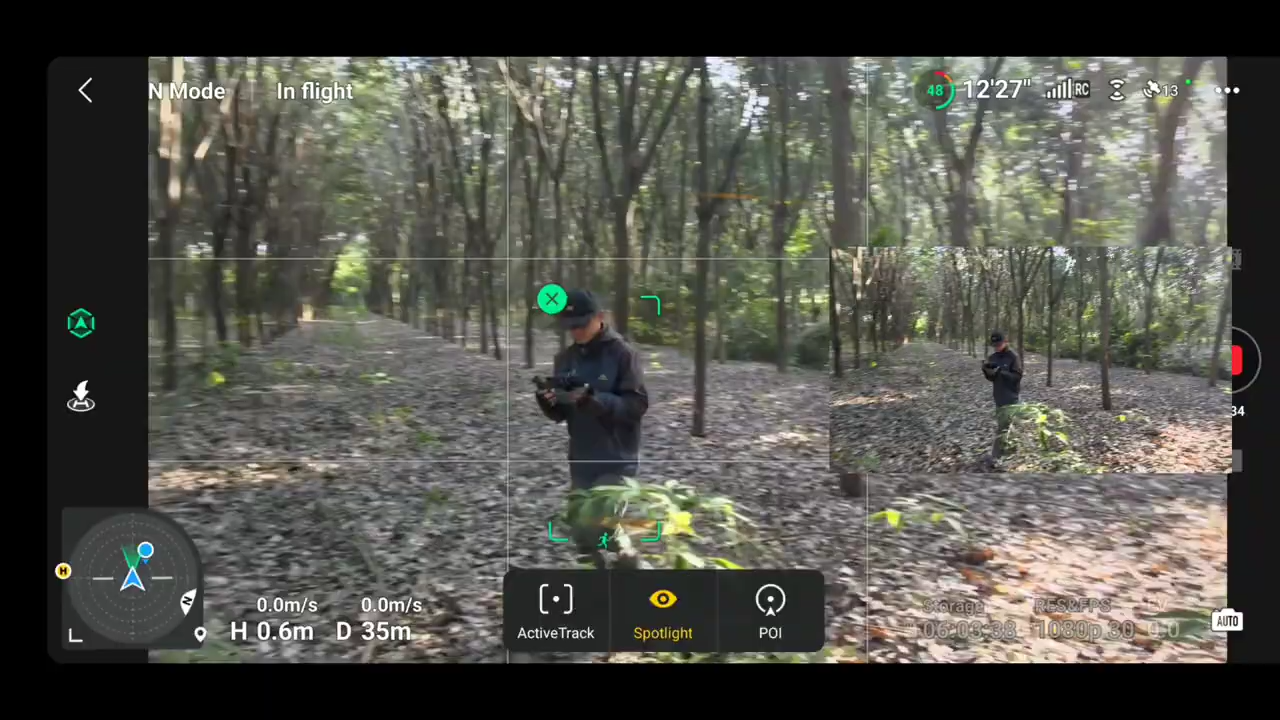 N Mode
In flight
48
12'27"
RC
13
34
H
N
0.0m/s
0.0m/s
H 0.6m
D 35m
ActiveTrack
Spotlight
POI
Storage
RES&FPS
06:03:38
1080p 30
0.0
AUTO